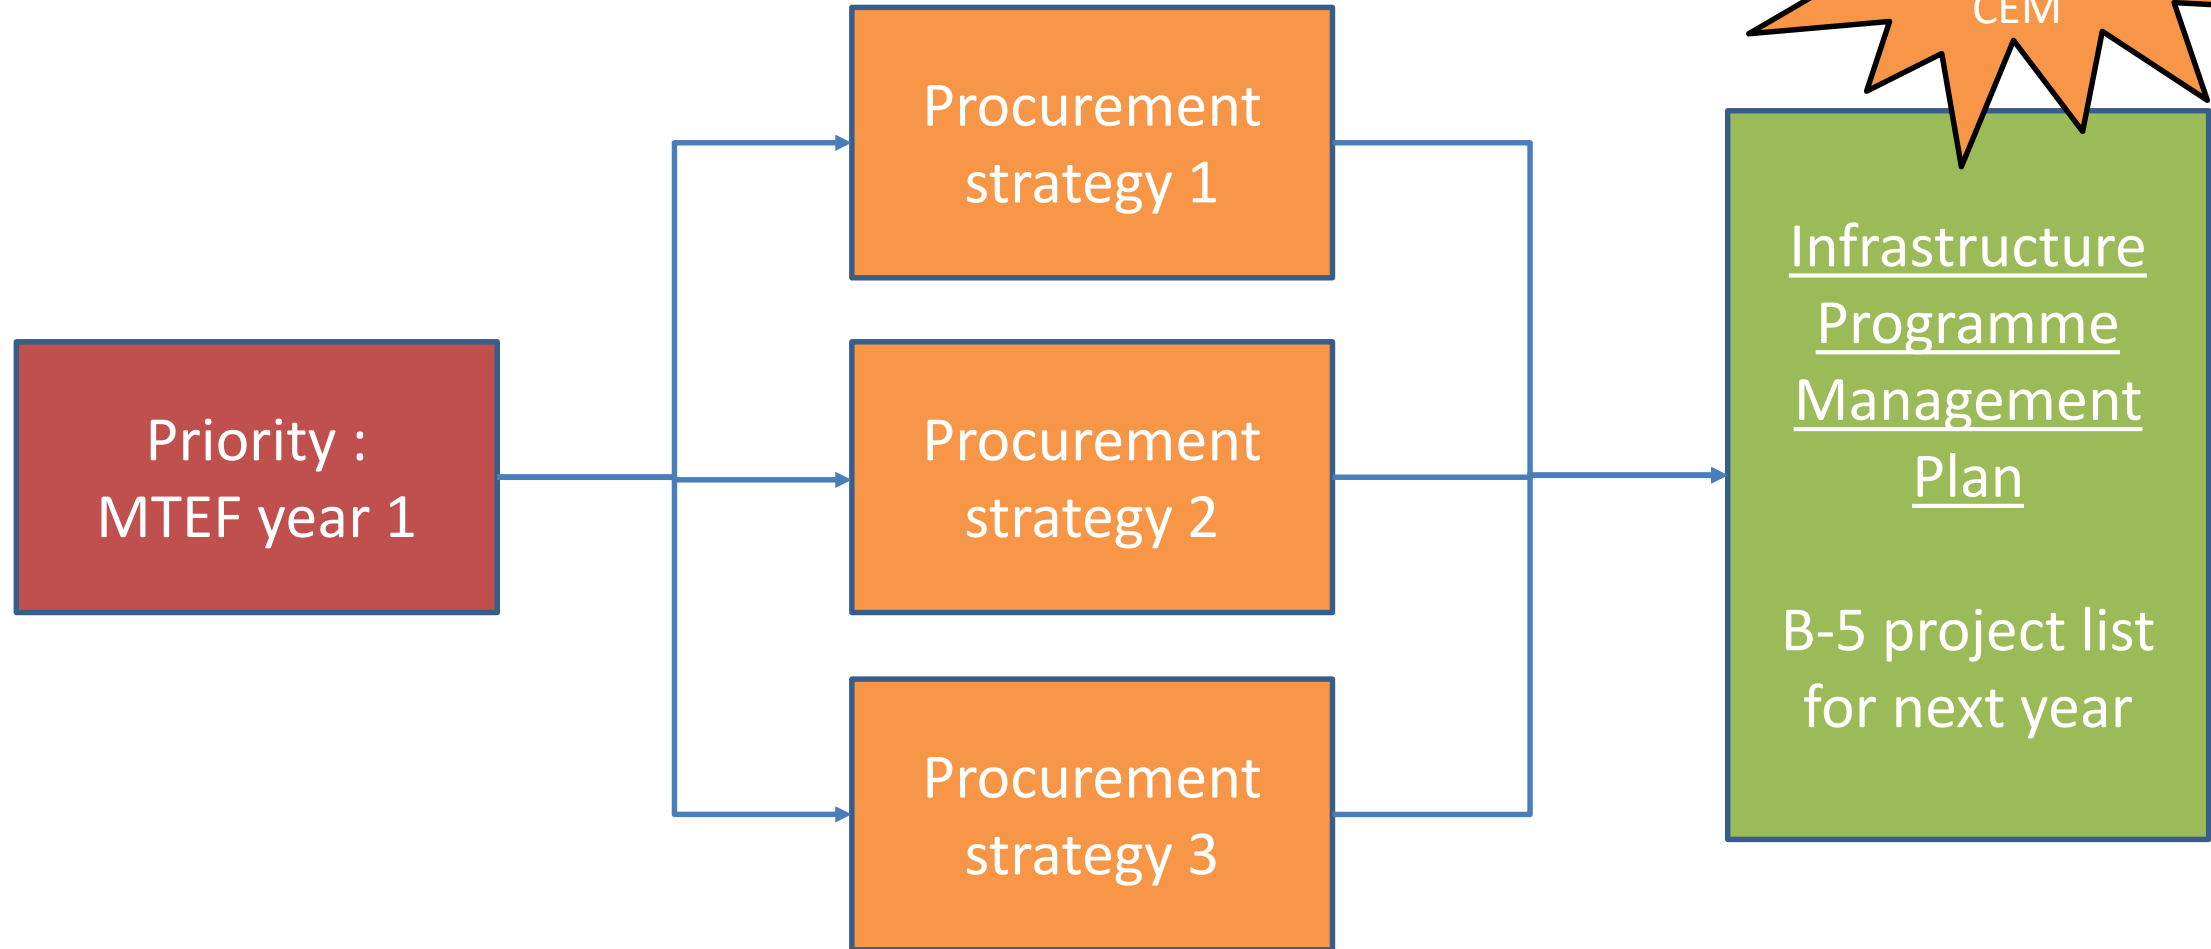 CEM
Procurement
strategy 1
Priority :
MTEF year 1
Procurement
strategy 2
Procurement
strategy 3
Infrastructure
Programme
Management
Plan
B-5 project list
for next year